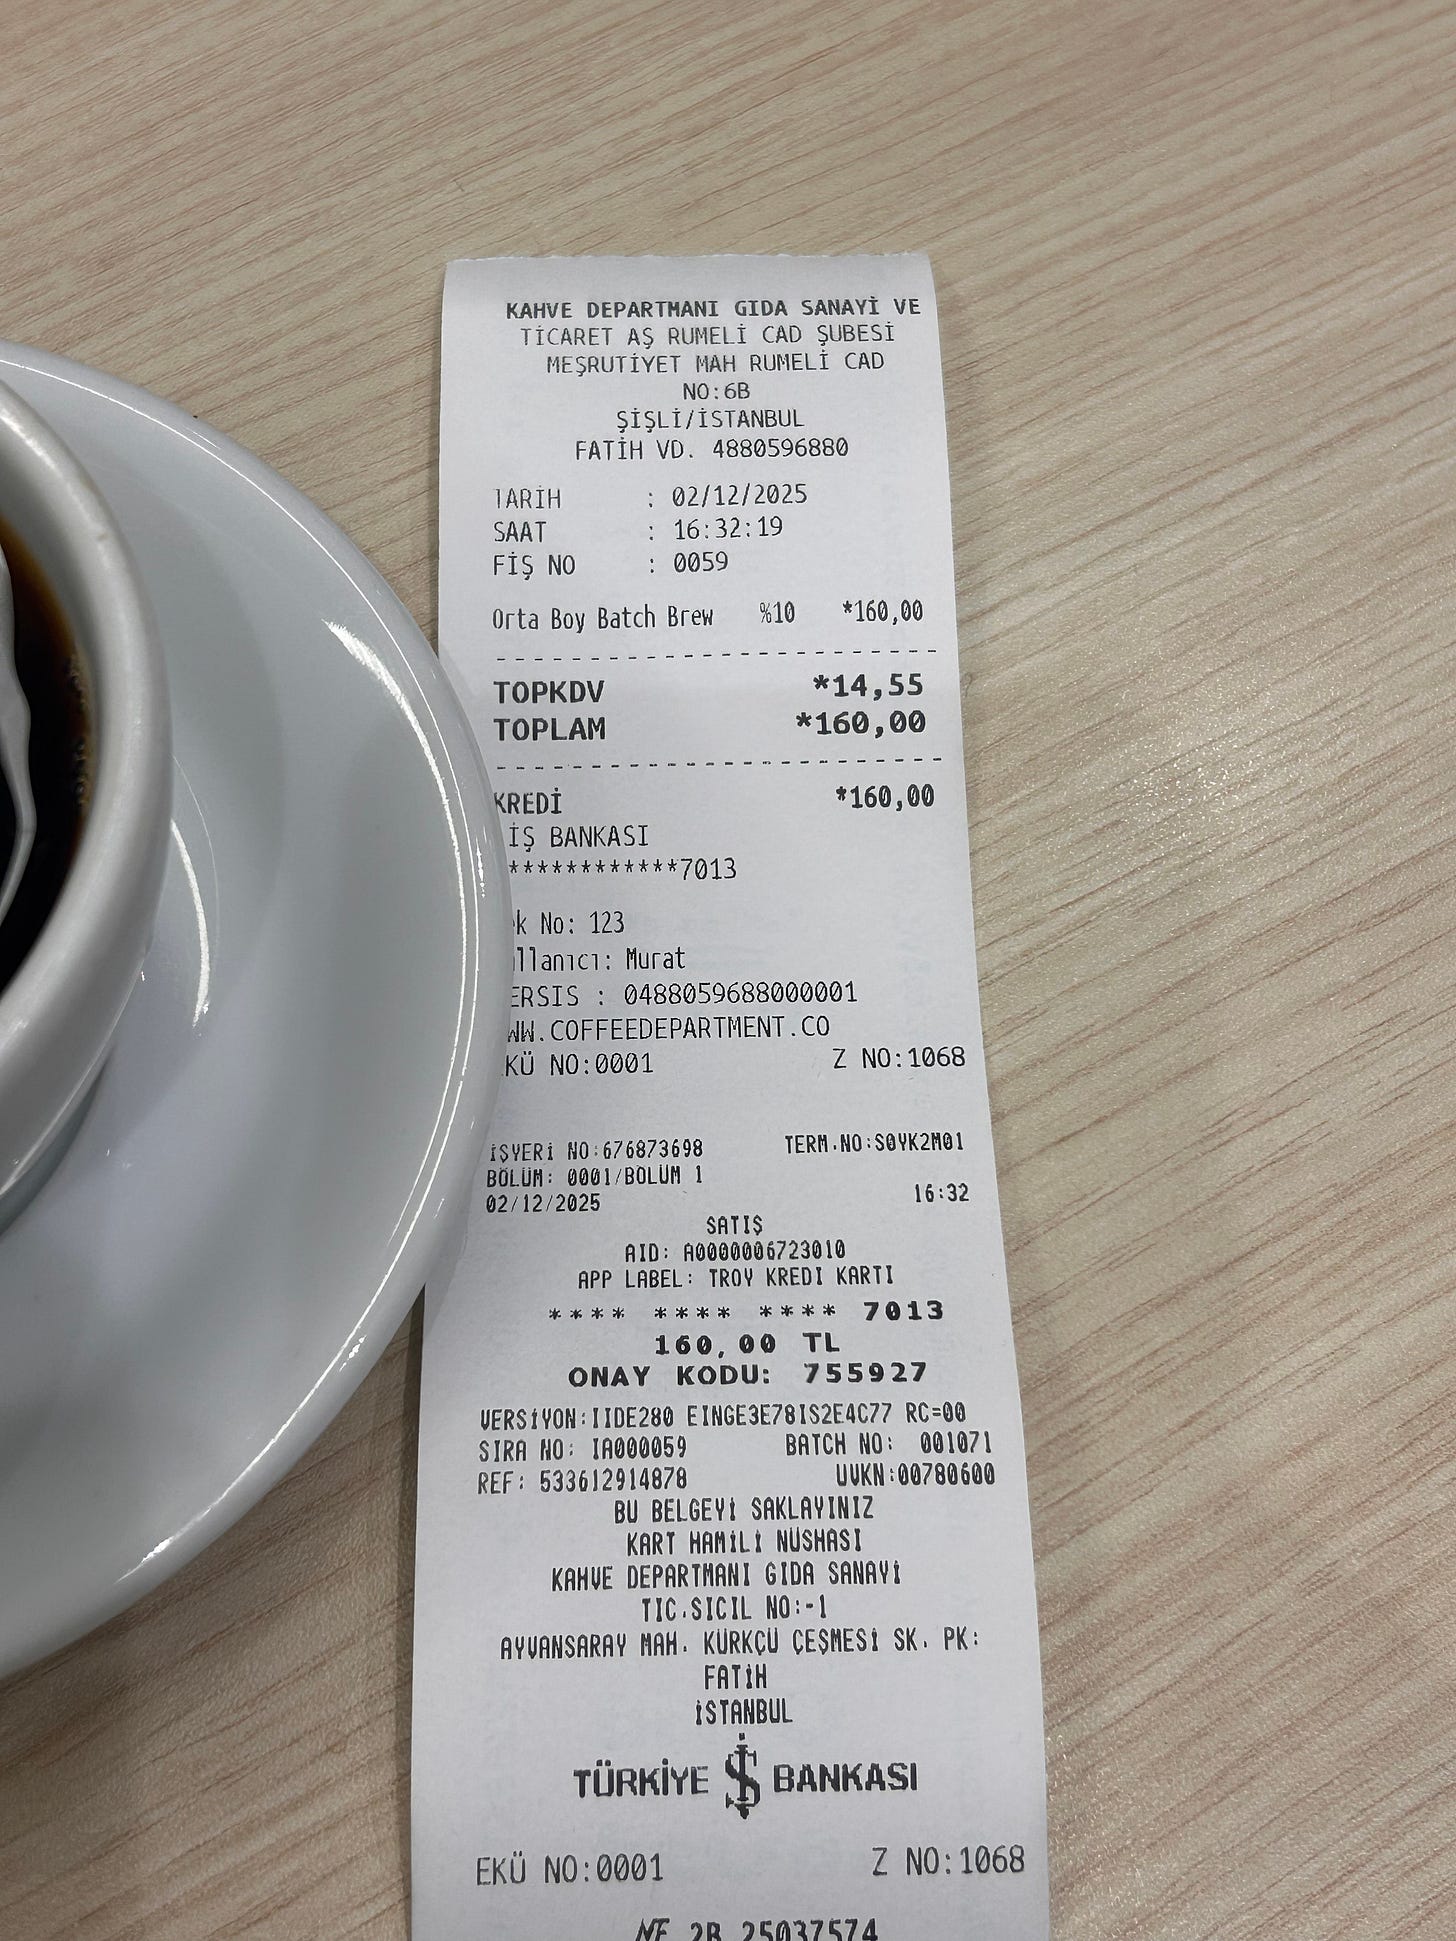 KAHVE DEPARTMANI GIDA SANAYİ VE
TİCARET AŞ RUMELİ CAD ŞUBESİ
MEŞRUTİYET MAH RUMELİ CAD
NO:6B
ŞİŞLİ/İSTANBUL
FATİH VD. 4880596880
TARİH : 02/12/2025
SAAT : 16:32:19
FİŞ NO : 0059
Orta Boy Batch Brew %10 *160,00
TOPKDV *14,55
TOPLAM *160,00
KREDİ *160,00
İŞ BANKASI
************7013
k No: 123
llanıcı: Murat
ERSIS : 0488059688000001
WW.COFFEEDEPARTMENT.CO
KÜ NO:0001 Z NO:1068
İŞYERİ NO:676873698 TERM.NO:S0YK2M01
BÖLÜM: 0001/BÖLÜM 1
02/12/2025 16:32
SATIŞ
AID: A0000006723010
APP LABEL: TROY KREDI KARTI
**** **** **** 7013
160,00 TL
ONAY KODU: 755927
VERSİYON:IIDE280 EINGE3E78IS2E4C77 RC=00
SIRA NO: IA000059 BATCH NO: 001071
REF: 533612914878 UVKN:00780600
BU BELGEYİ SAKLAYINIZ
KART HAMİLİ NÜSHASI
KAHVE DEPARTMANI GIDA SANAYİ
TIC.SICIL NO:-1
AYVANSARAY MAH. KÜRKÇÜ ÇEŞMESİ SK. PK:
FATİH
İSTANBUL
TÜRKİYE İŞ BANKASI
EKÜ NO:0001 Z NO:1068
2B 25037574